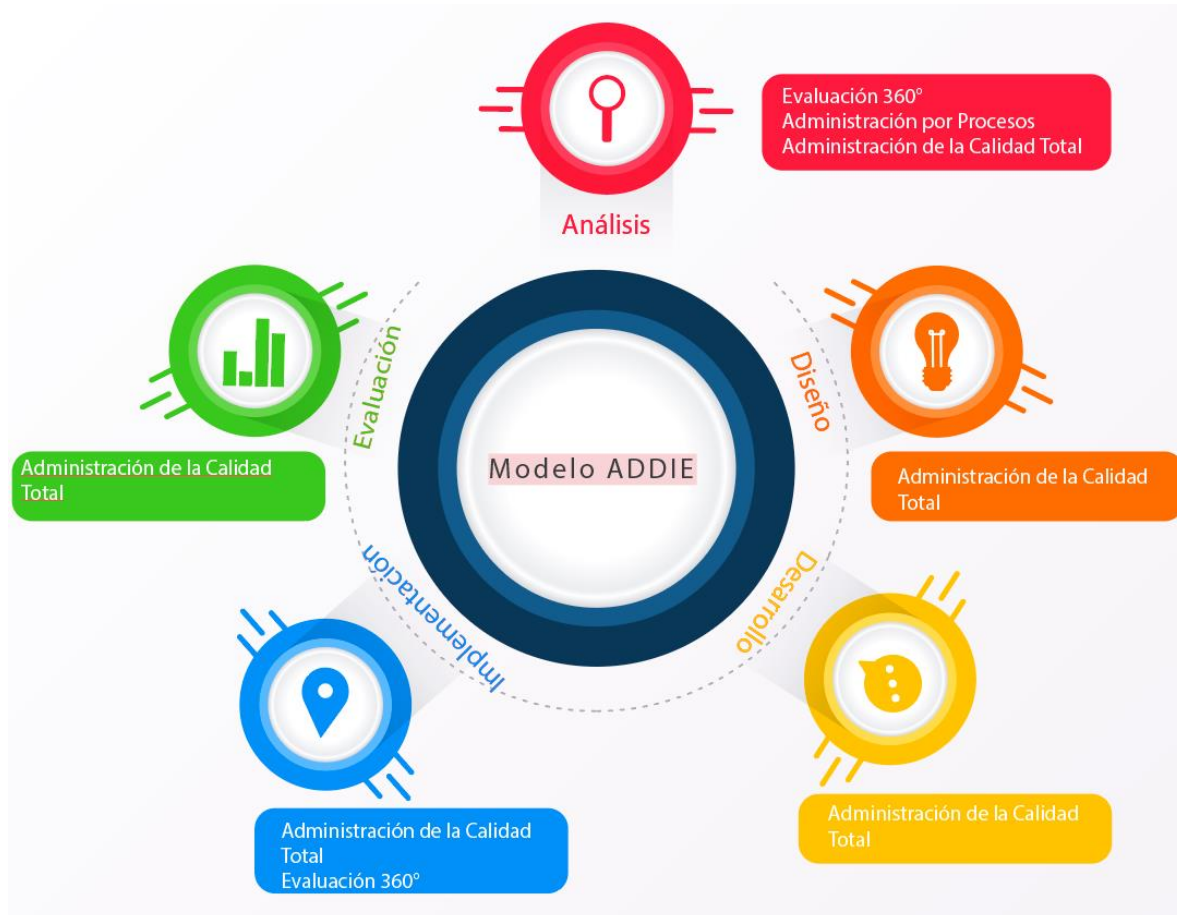 Evaluación 360°
Administración por Procesos
Administración de la Calidad Total
Análisis
Evaluación
Diseño
Modelo ADDIE
Administración de la Calidad
Total
Administración de la Calidad
Total
Implementación
Desarrollo
Administración de la Calidad
Total
Evaluación 360°
Administración de la Calidad
Total